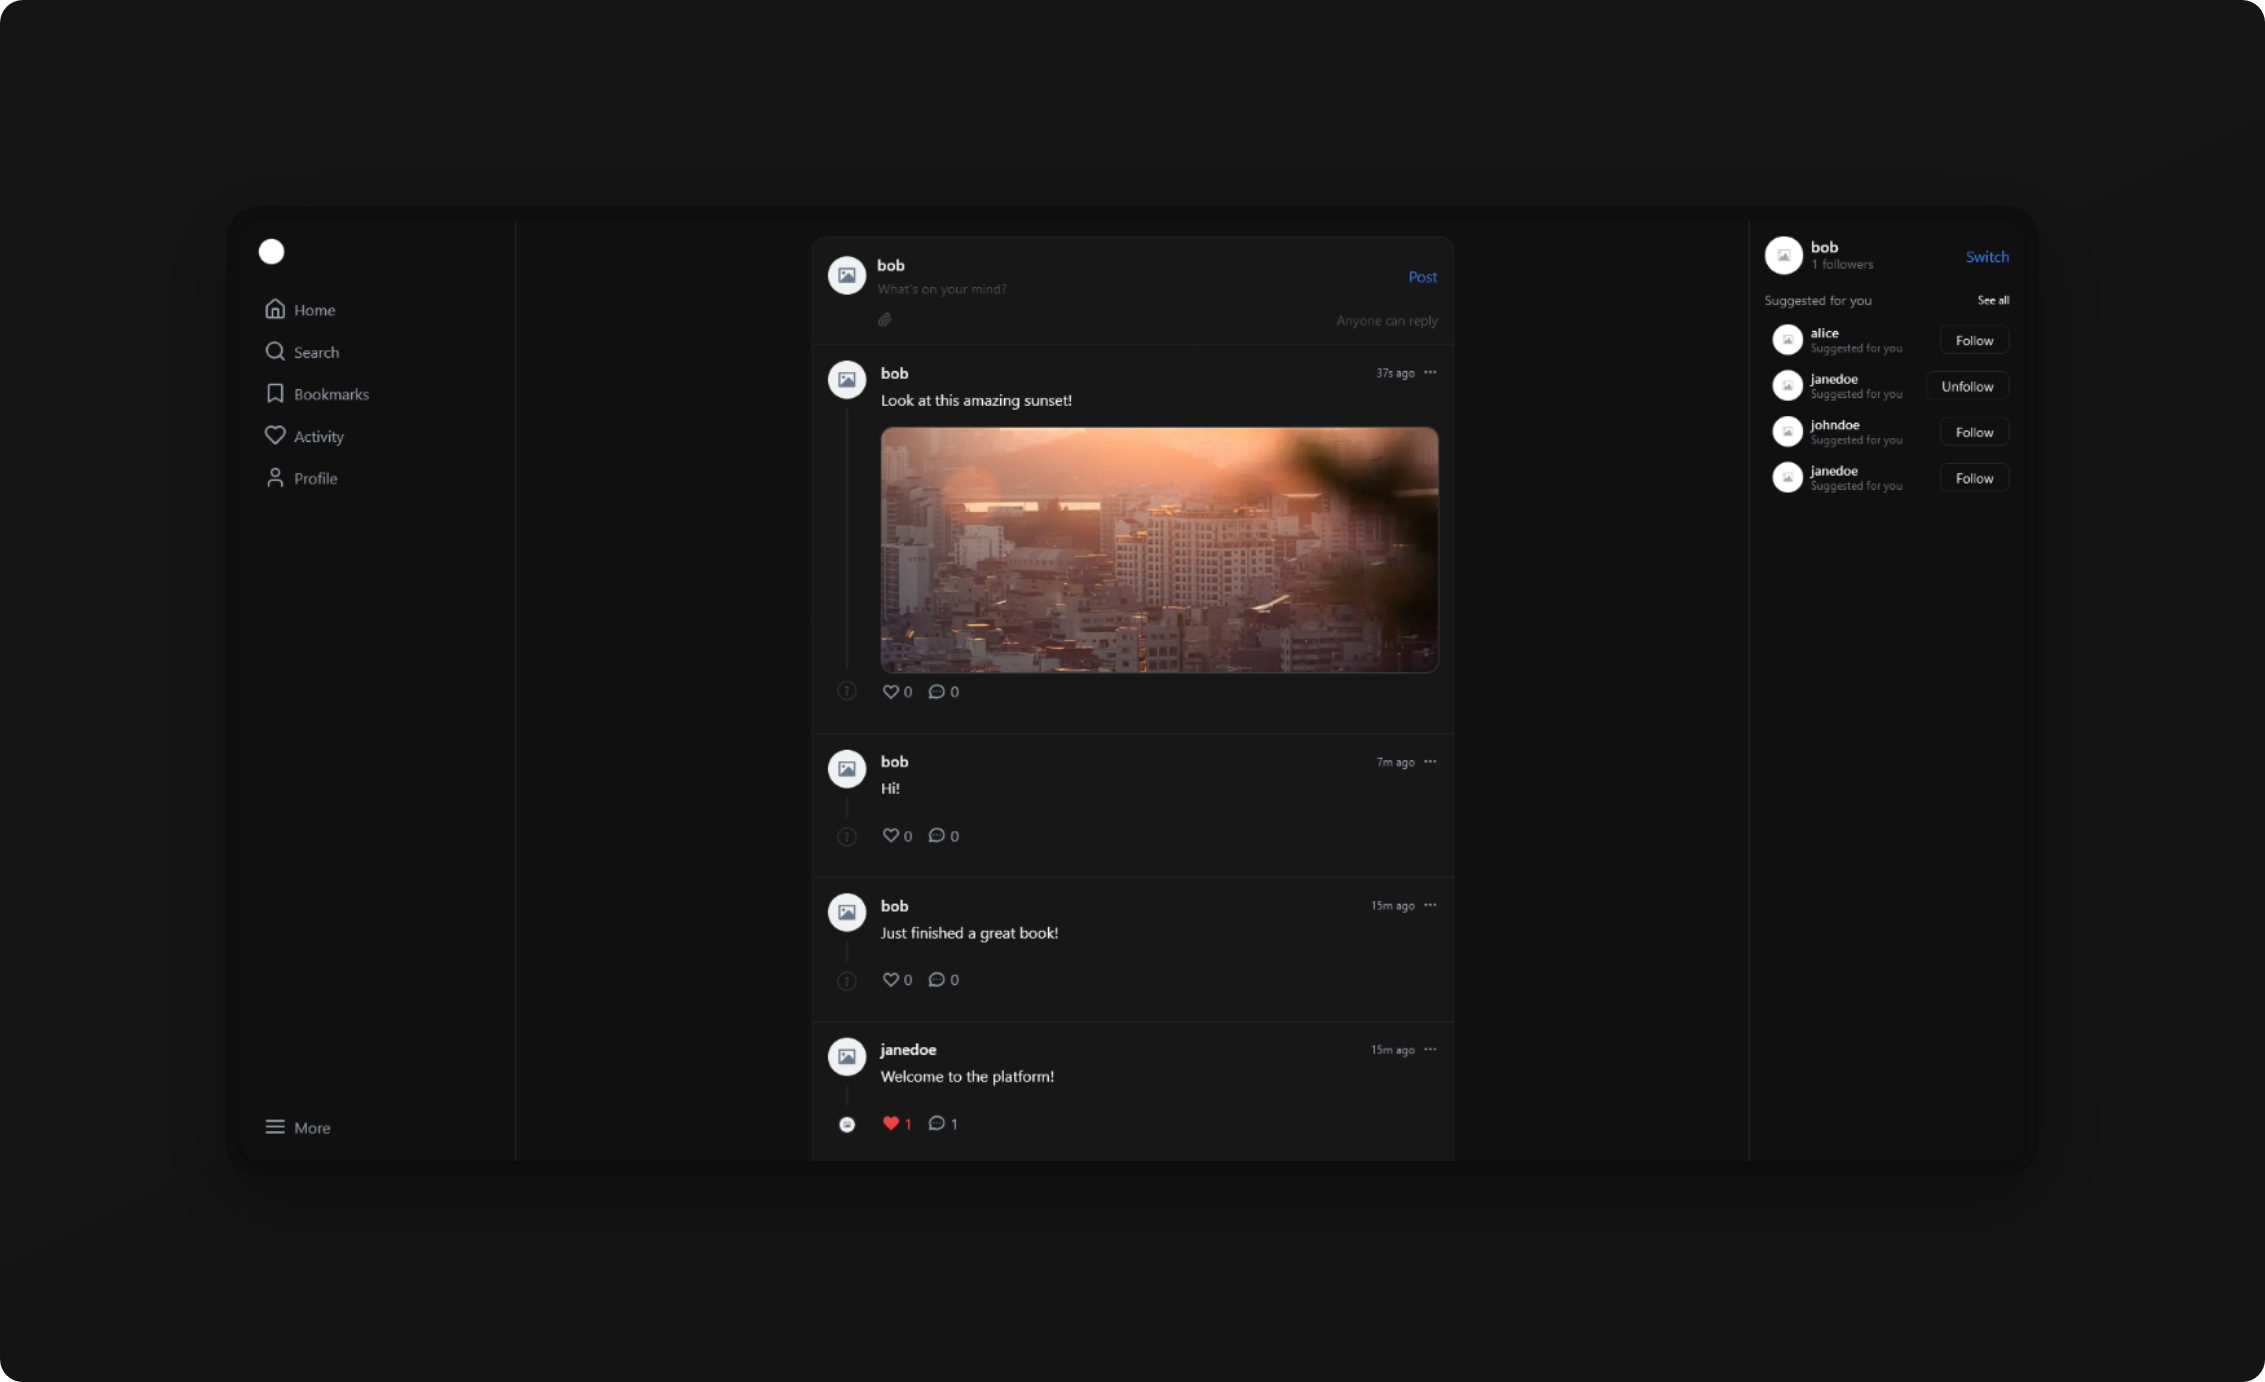 Home
Search
Bookmarks
Activity
Profile
More
bob
What's on your mind?
Post
Anyone can reply
bob
37s ago
Look at this amazing sunset!
0 0
bob
7m ago
Hi!
0 0
bob
15m ago
Just finished a great book!
0 0
janedoe
15m ago
Welcome to the platform!
1 1
bob
1 followers
Switch
Suggested for you
See all
alice
Suggested for you
Follow
janedoe
Suggested for you
Unfollow
johndoe
Suggested for you
Follow
janedoe
Suggested for you
Follow